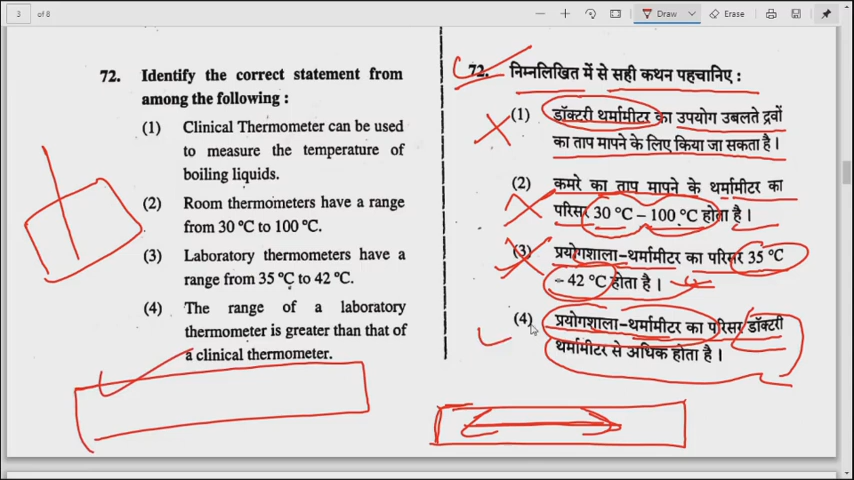 3 of 8
Draw
Erase
72. Identify the correct statement from
among the following :
(1) Clinical Thermometer can be used
to measure the temperature of
boiling liquids.
(2) Room thermometers have a range
from 30 °C to 100 °C.
(3) Laboratory thermometers have a
range from 35 °C to 42 °C.
(4) The range of a laboratory
thermometer is greater than that of
a clinical thermometer.
72. निम्नलिखित में से सही कथन पहचानिए :
(1) डॉक्टरी थर्मामीटर का उपयोग उबलते द्रवों
का ताप मापने के लिए किया जा सकता है ।
(2) कमरे का ताप मापने के थर्मामीटर का
परिसर 30 °C – 100 °C होता है ।
(3) प्रयोगशाला-थर्मामीटर का परिसर 35 °C
– 42 °C होता है ।
(4) प्रयोगशाला-थर्मामीटर का परिसर डॉक्टरी
थर्मामीटर से अधिक होता है ।